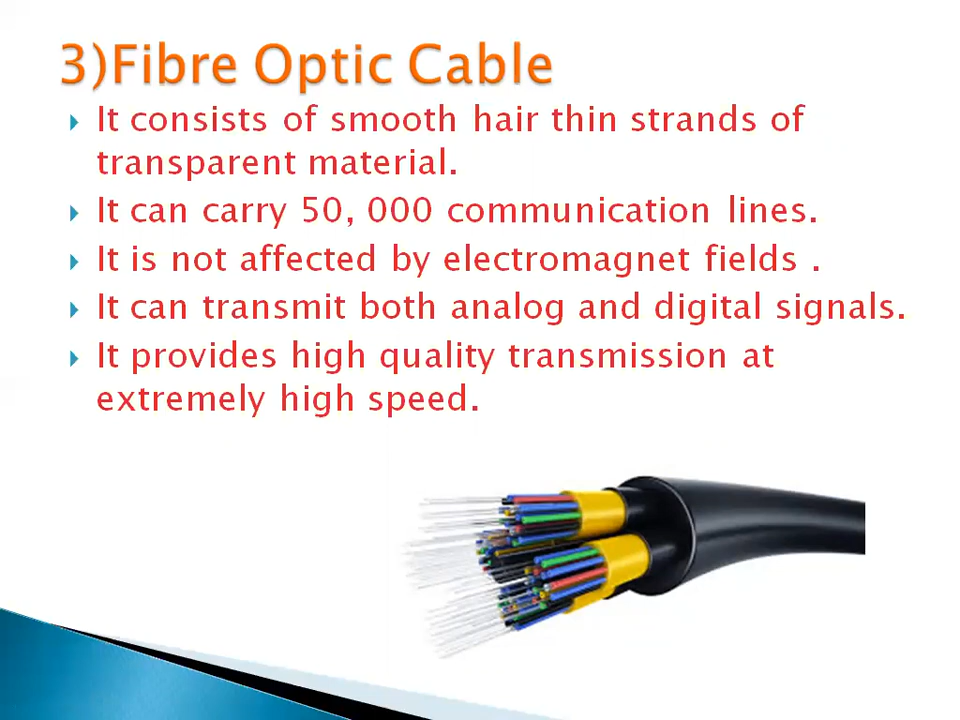 3)Fibre Optic Cable
It consists of smooth hair thin strands of
transparent material.
It can carry 50, 000 communication lines.
It is not affected by electromagnet fields .
It can transmit both analog and digital signals.
It provides high quality transmission at
extremely high speed.